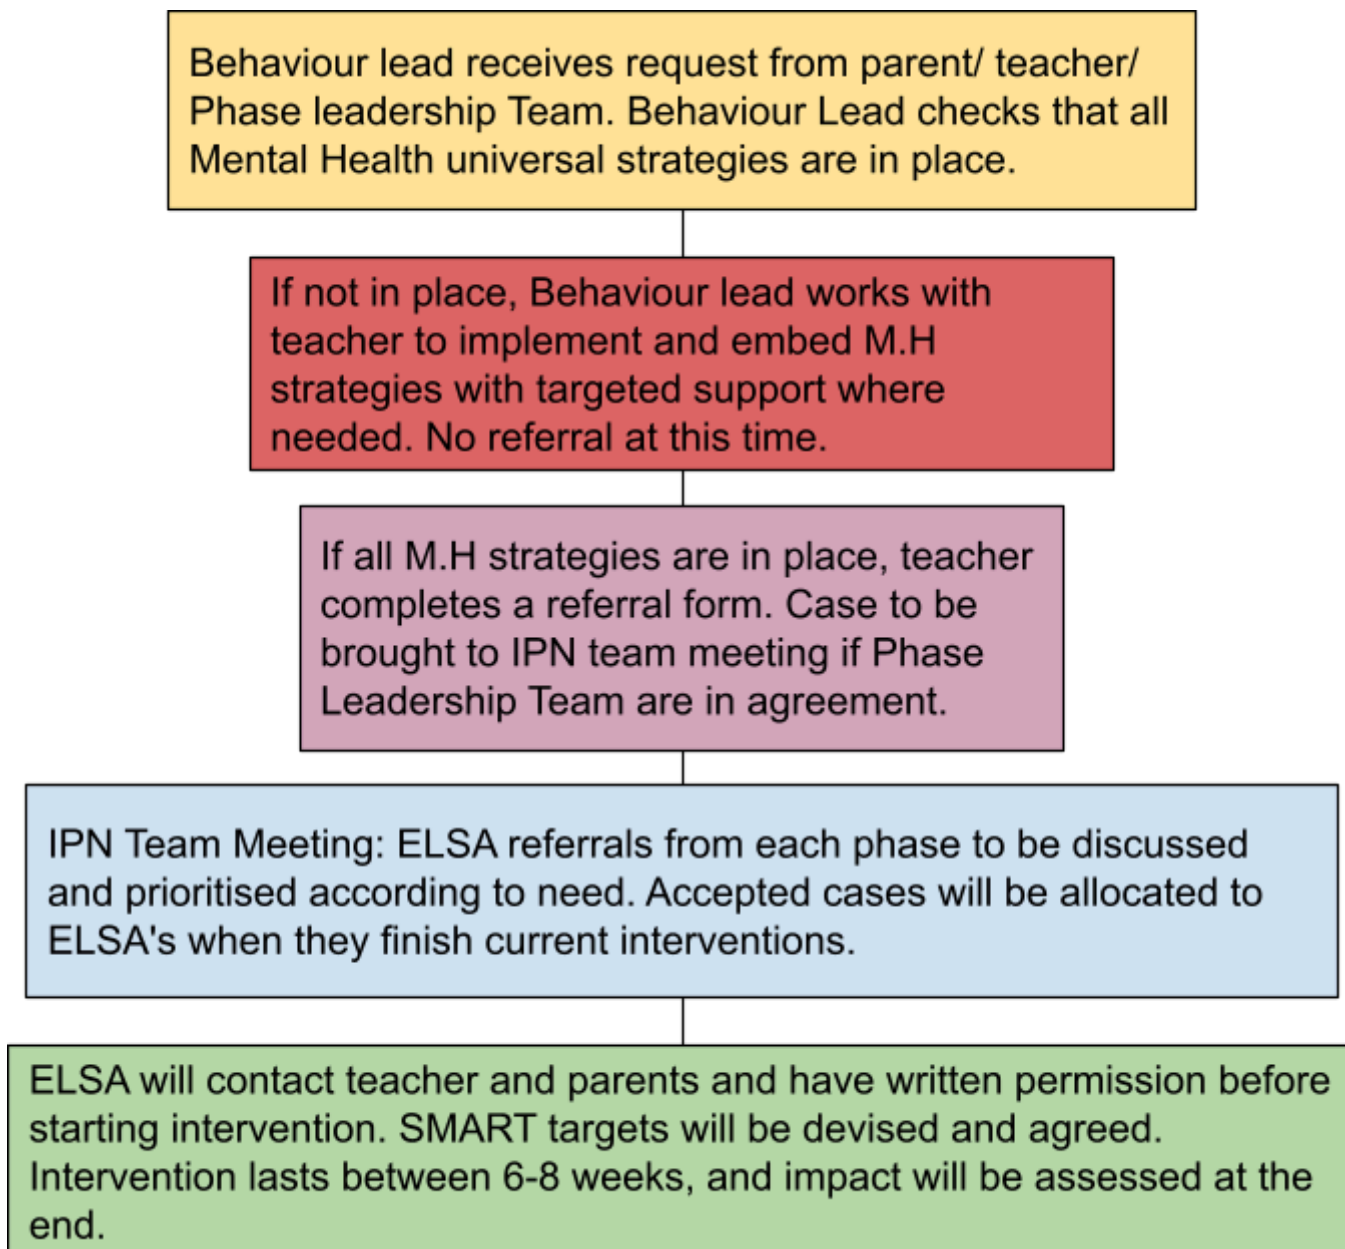 Behaviour lead receives request from parent/ teacher/
Phase leadership Team. Behaviour Lead checks that all
Mental Health universal strategies are in place.
If not in place, Behaviour lead works with
teacher to implement and embed M.H
strategies with targeted support where
needed. No referral at this time.
If all M.H strategies are in place, teacher
completes a referral form. Case to be
brought to IPN team meeting if Phase
Leadership Team are in agreement.
IPN Team Meeting: ELSA referrals from each phase to be discussed
and prioritised according to need. Accepted cases will be allocated to
ELSA's when they finish current interventions.
ELSA will contact teacher and parents and have written permission before
starting intervention. SMART targets will be devised and agreed.
Intervention lasts between 6-8 weeks, and impact will be assessed at the
end.